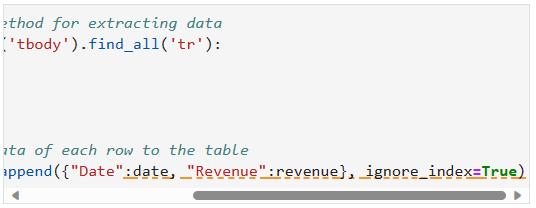 ethod for extracting data
('tbody').find_all('tr'):
ata of each row to the table
append({"Date":date, "Revenue":revenue}, ignore_index=True)